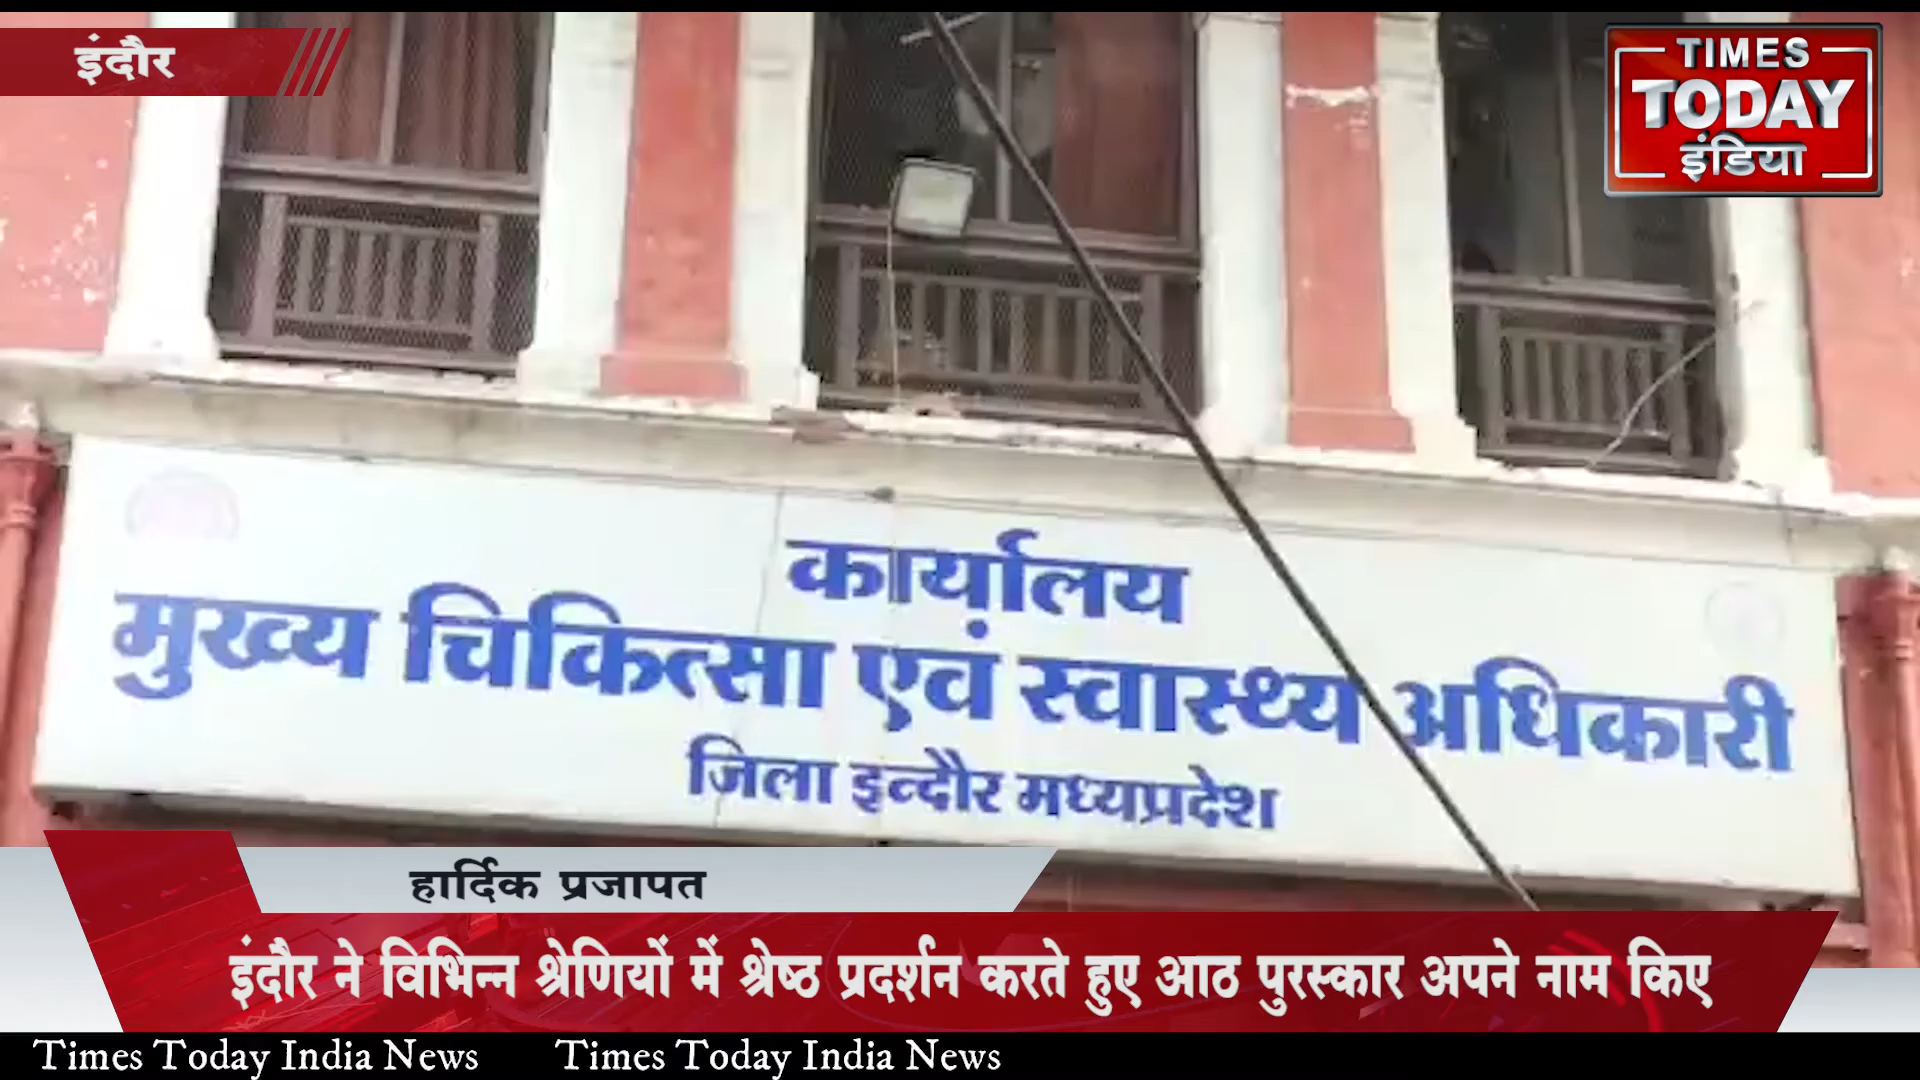 इंदौर
TIMES
TODAY
इंडिया
कार्यालय
मुख्य चिकित्सा एवं स्वास्थ्य अधिकारी
जिला इन्दौर मध्यप्रदेश
हार्दिक प्रजापत
इंदौर ने विभिन्न श्रेणियों में श्रेष्ठ प्रदर्शन करते हुए आठ पुरस्कार अपने नाम किए
Times Today India News Times Today India News